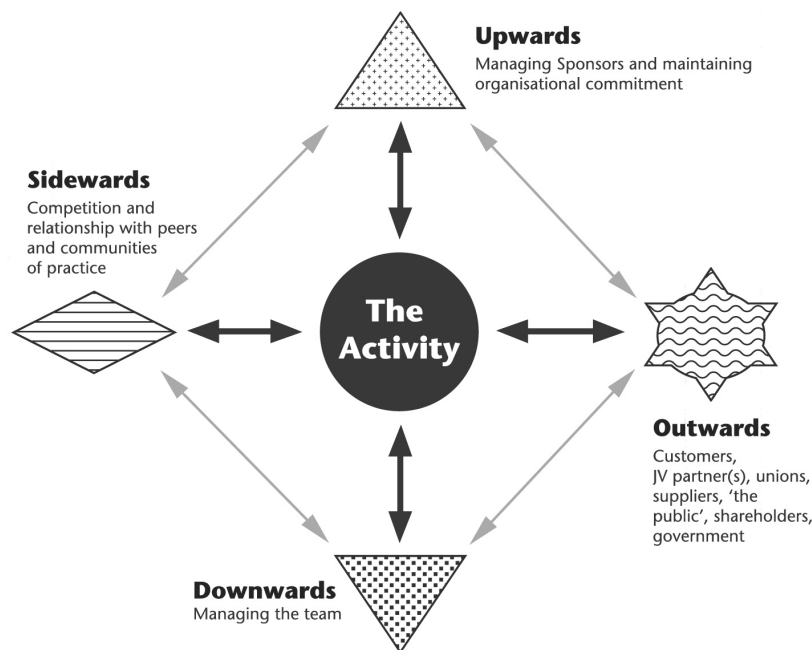 Upwards
Managing Sponsors and maintaining
organisational commitment
Sidewards
Competition and
relationship with peers
and communities
of practice
The
Activity
Outwards
Customers,
JV partner(s), unions,
suppliers, ‘the
public’, shareholders,
government
Downwards
Managing the team